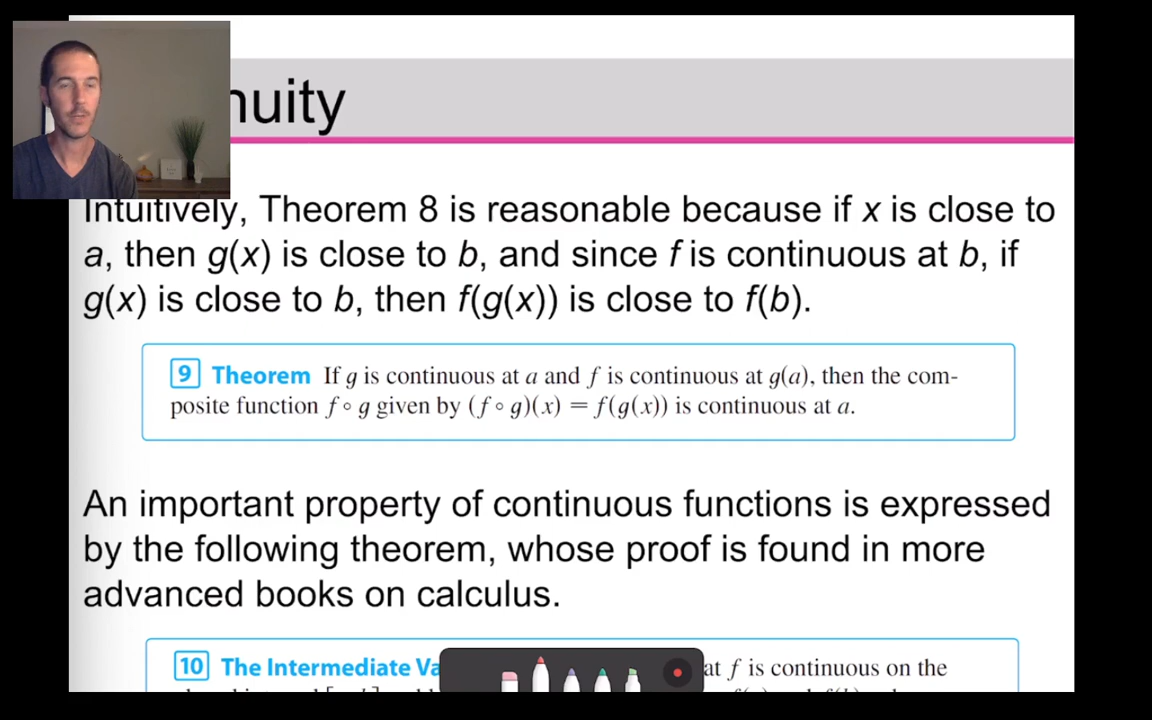 nuity
Intuitively, Theorem 8 is reasonable because if x is close to
a, then g(x) is close to b, and since f is continuous at b, if
g(x) is close to b, then f(g(x)) is close to f(b).
9 Theorem If g is continuous at a and f is continuous at g(a), then the com-
posite function f ∘ g given by (f ∘ g)(x) = f(g(x)) is continuous at a.
An important property of continuous functions is expressed
by the following theorem, whose proof is found in more
advanced books on calculus.
10 The Intermediate Va at f is continuous on the